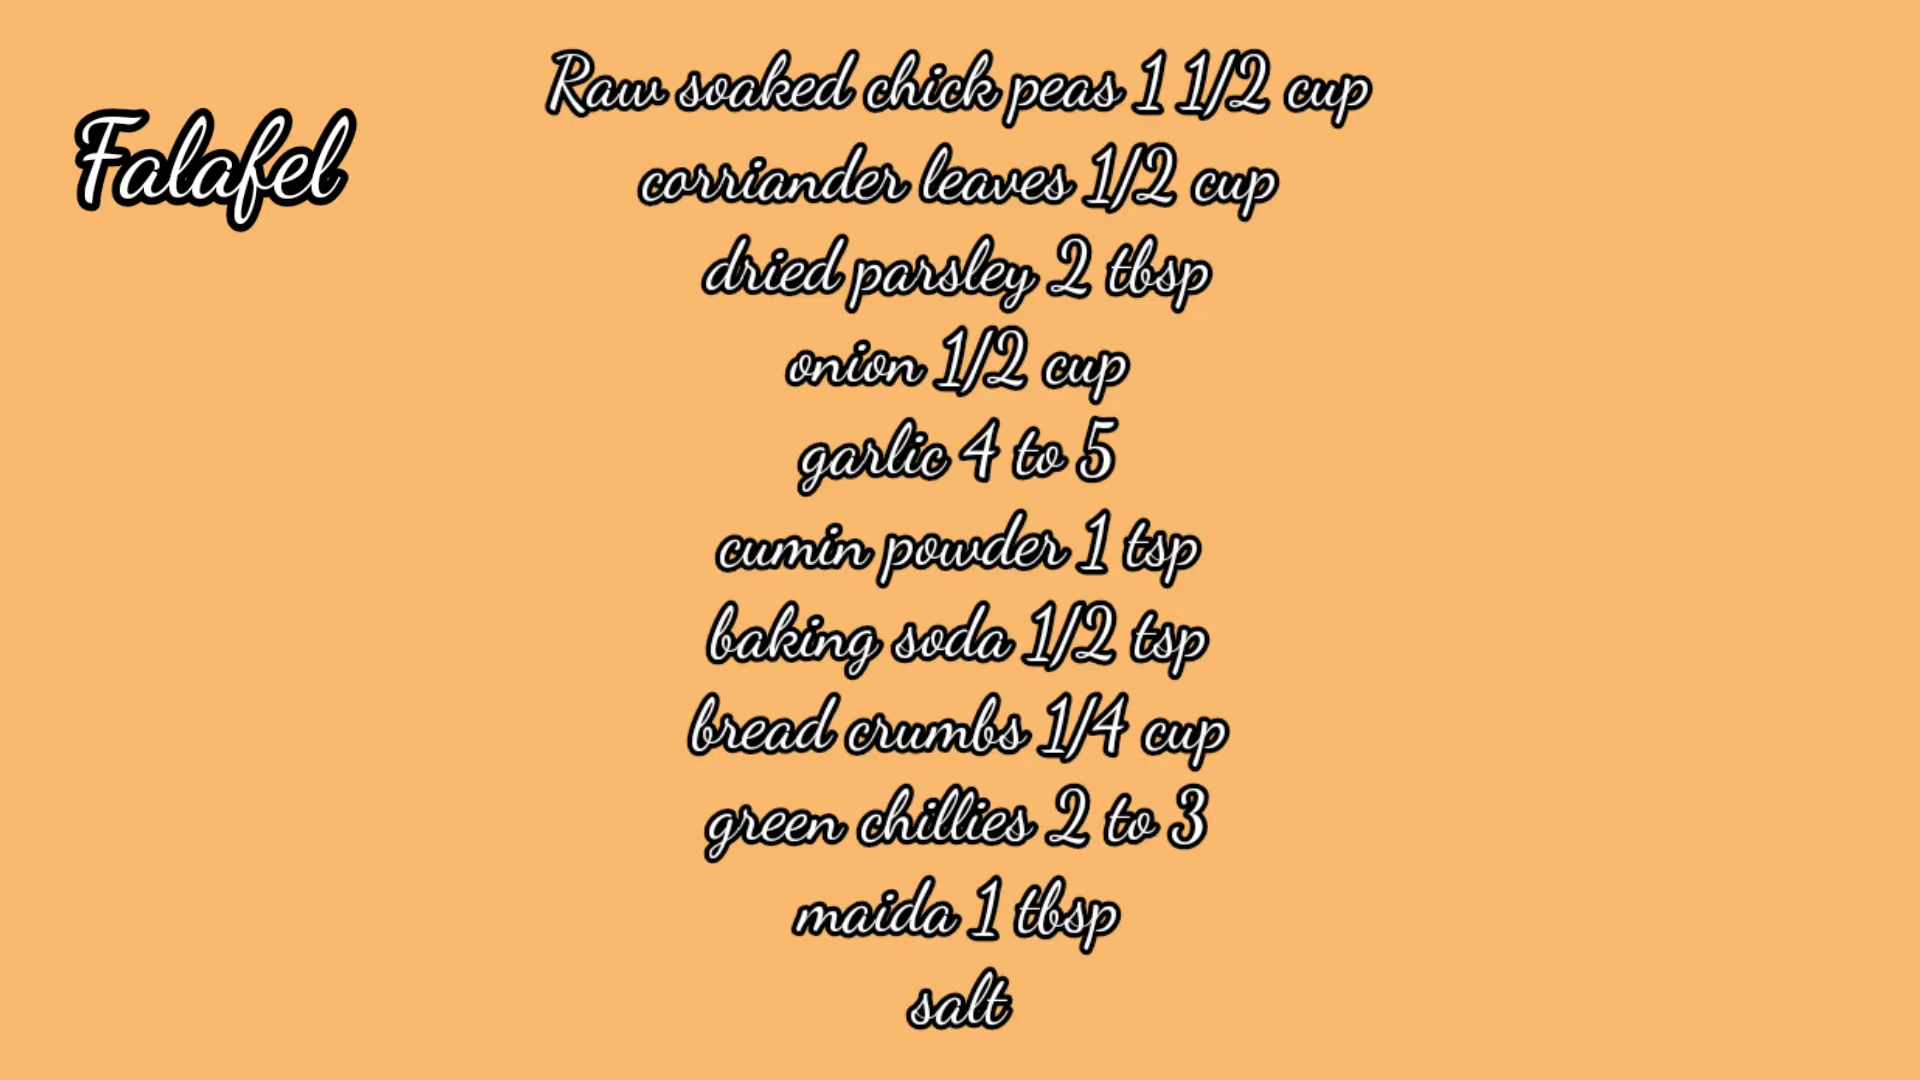 Falafel
Raw soaked chick peas 1 1/2 cup
corriander leaves 1/2 cup
dried parsley 2 tbsp
onion 1/2 cup
garlic 4 to 5
cumin powder 1 tsp
baking soda 1/2 tsp
bread crumbs 1/4 cup
green chillies 2 to 3
maida 1 tbsp
salt